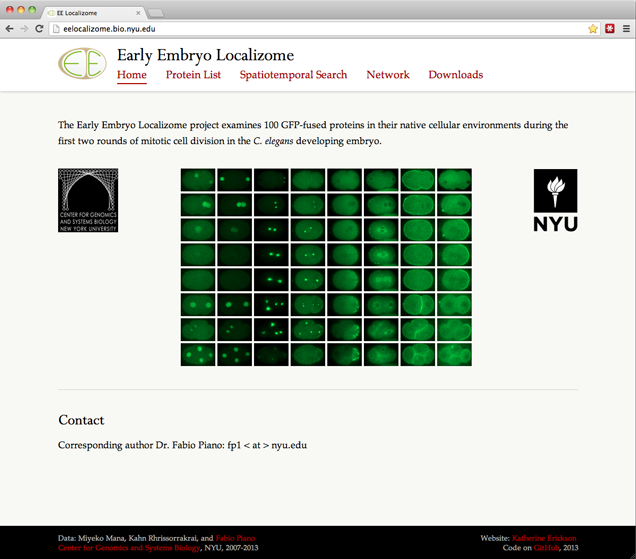 EE Localizome
eelocalizome.bio.nyu.edu
EE
Early Embryo Localizome
Home Protein List Spatiotemporal Search Network Downloads
The Early Embryo Localizome project examines 100 GFP-fused proteins in their native cellular environments during the
first two rounds of mitotic cell division in the C. elegans developing embryo.
CENTER FOR GENOMICS
AND SYSTEMS BIOLOGY
NEW YORK UNIVERSITY
NYU
Contact
Corresponding author Dr. Fabio Piano: fp1 < at > nyu.edu
Data: Miyeko Mana, Kahn Rhrissorrakrai, and Fabio Piano
Center for Genomics and Systems Biology, NYU, 2007-2013
Website: Katherine Erickson
Code on GitHub, 2013